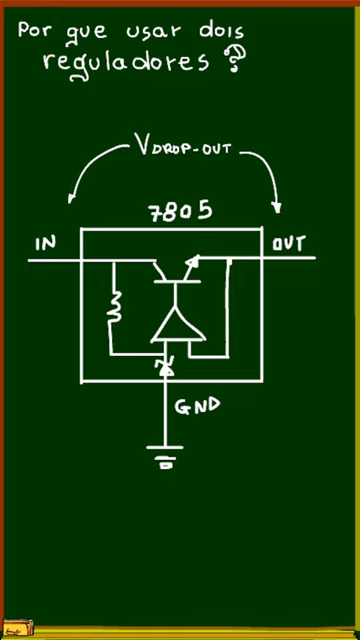 Por que usar dois
reguladores ?
VDROP-OUT
7805
IN
OUT
GND